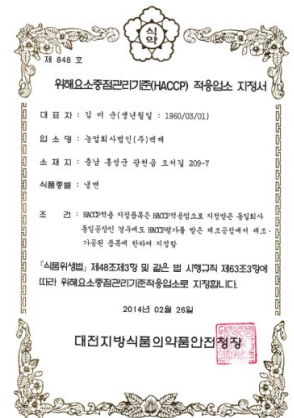 식
약
제 848 호
위해요소중점관리기준(HACCP) 적용업소 지정서
대 표 자 : 김 미 순(생년월일 : 1960/03/01)
업 소 명 : 농업회사법인(주)백제
소 재 지 : 충남 홍성군 광천읍 오서길 209-7
식품종별 : 냉면
조 건 : HACCP적용 지정품목은 HACCP적용업소로 지정받은 동일회사
동일공장인 경우에도 HACCP평가를 받은 제조공정에서 제조·
가공된 품목에 한하여 지정함
『식품위생법』 제48조제3항 및 같은 법 시행규칙 제63조3항에
따라 위해요소중점관리기준적용업소로 지정합니다.
2014년 02월 26일
대전지방식품의약품안전청장